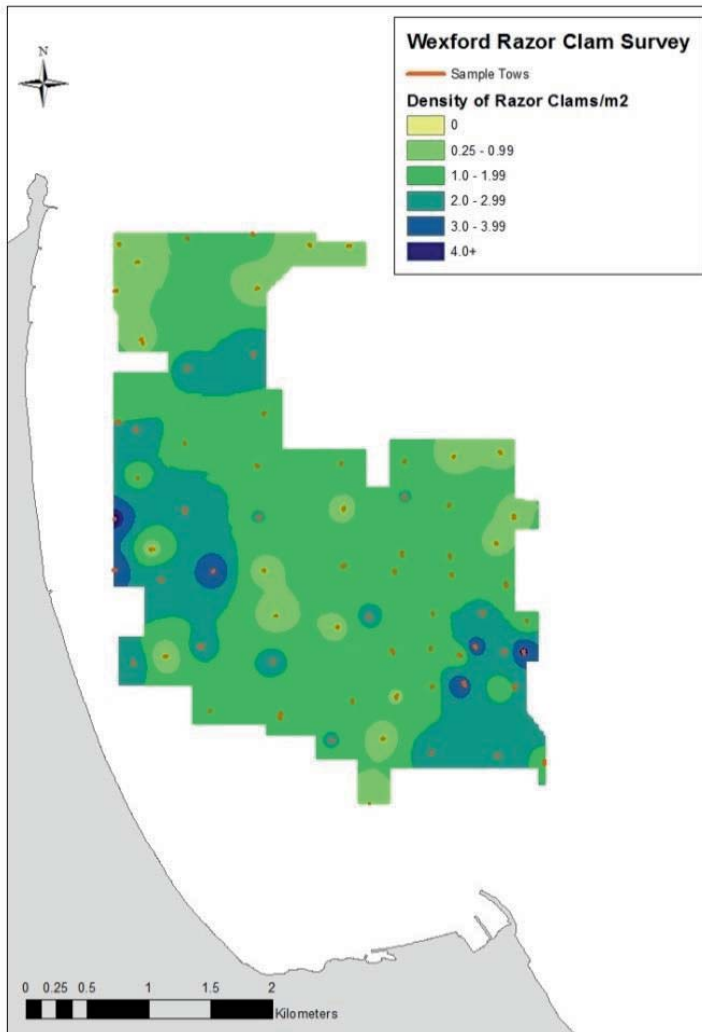 N
Wexford Razor Clam Survey
Sample Tows
Density of Razor Clams/m2
0
0.25 - 0.99
1.0 - 1.99
2.0 - 2.99
3.0 - 3.99
4.0+
0 0.25 0.5 1 1.5 2
Kilometers